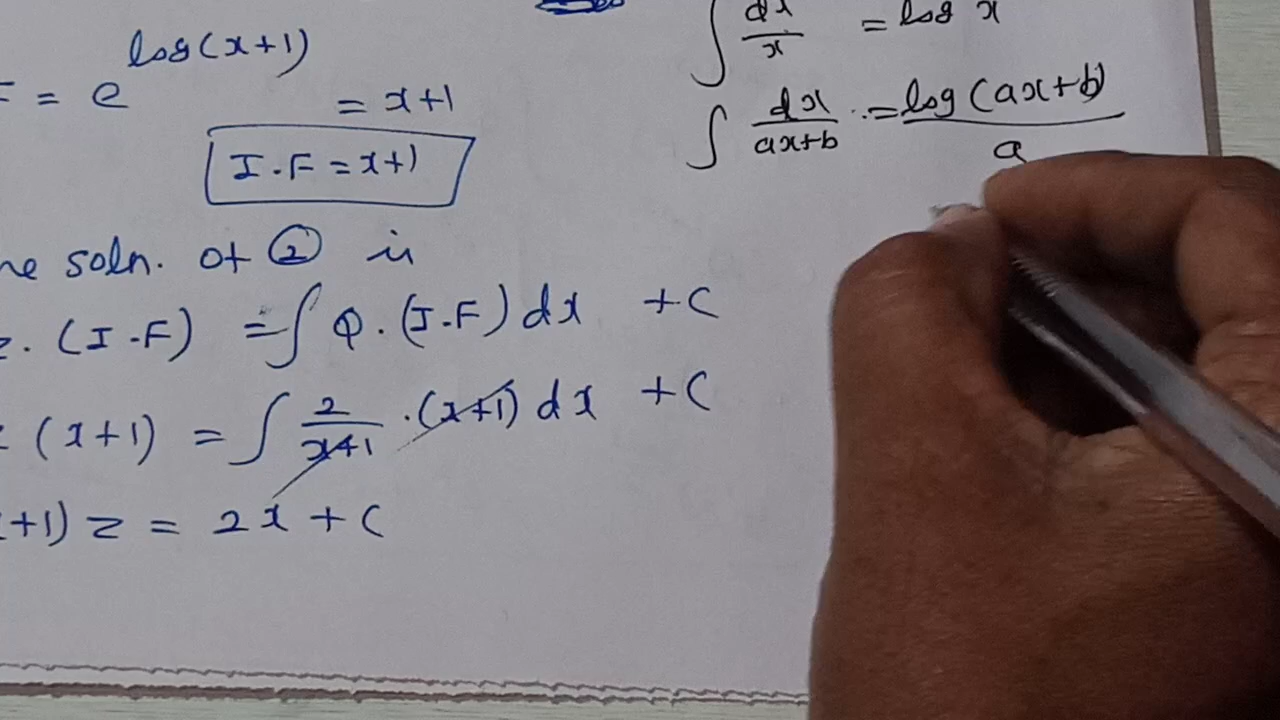 = e^log(x+1)
= x+1
I.F = x+1
soln. of ② is
. (I.F) = ∫ Q.(I.F) dx + C
(x+1) = ∫ 2/(x+1) .(x+1) dx + C
+1) z = 2x + C
∫ dx/x = log x
∫ dx/(ax+b) = log(ax+b)/a